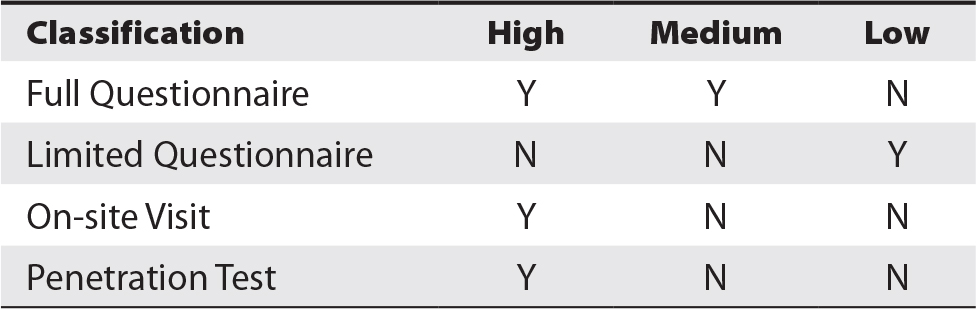 Classification High Medium Low
Full Questionnaire Y Y N
Limited Questionnaire N N Y
On-site Visit Y N N
Penetration Test Y N N